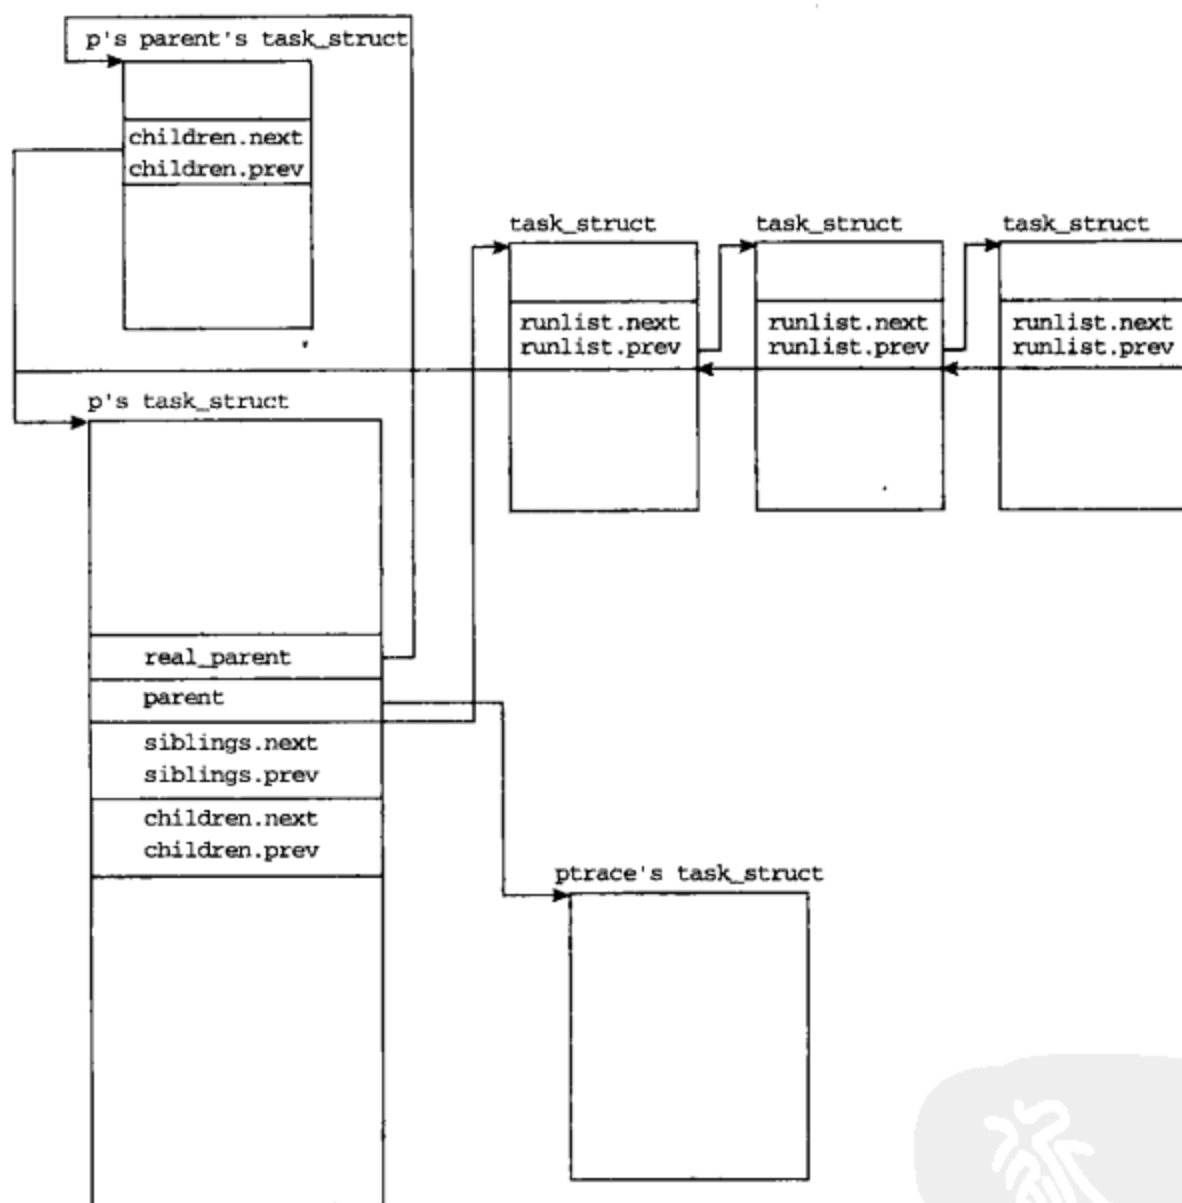 p's parent's task_struct
children.next
children.prev
task_struct
task_struct
task_struct
runlist.next
runlist.prev
runlist.next
runlist.prev
runlist.next
runlist.prev
p's task_struct
real_parent
parent
siblings.next
siblings.prev
children.next
children.prev
ptrace's task_struct